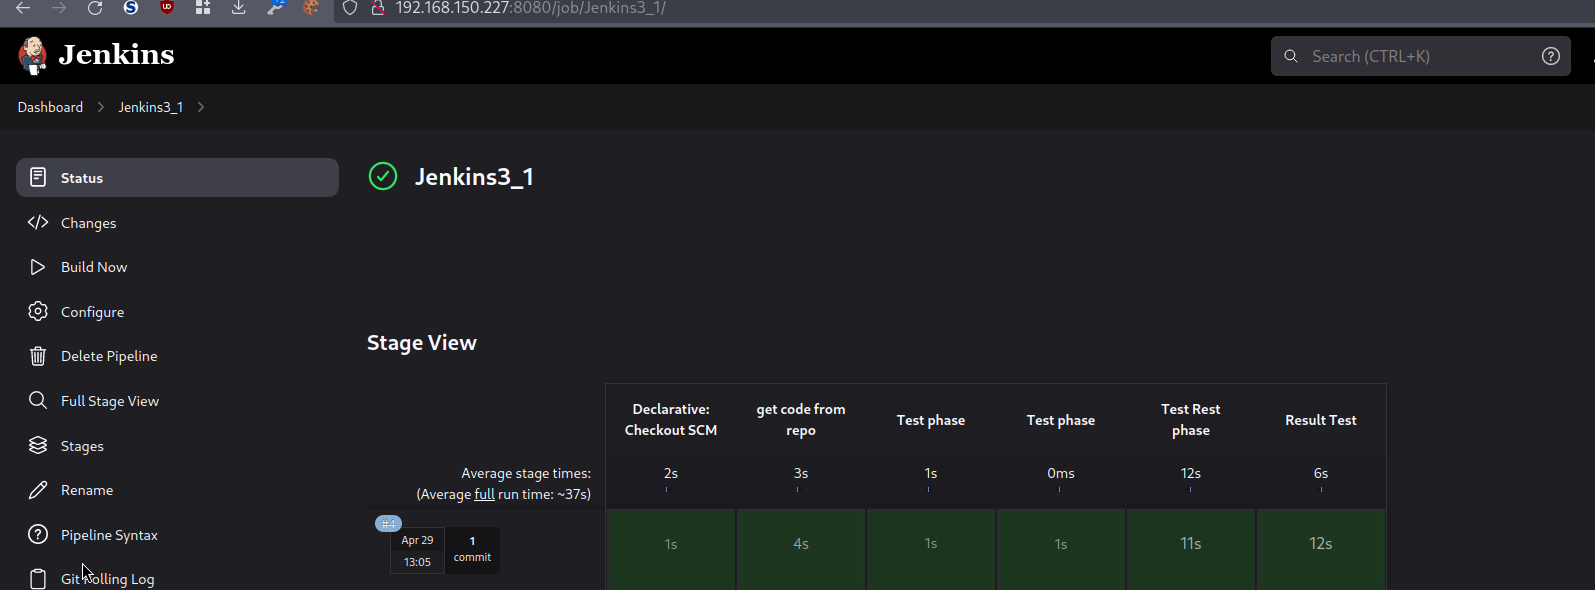 192.168.150.227:8080/job/Jenkins3_1/
Jenkins
Search (CTRL+K)
Dashboard
Jenkins3_1
Status
Jenkins3_1
Changes
Build Now
Configure
Delete Pipeline
Full Stage View
Stages
Rename
Pipeline Syntax
Git Polling Log
Stage View
Declarative:
Checkout SCM
get code from
repo
Test phase
Test phase
Test Rest
phase
Result Test
Average stage times:
(Average full run time: ~37s)
2s
3s
1s
0ms
12s
6s
#4
Apr 29
13:05
1
commit
1s
4s
1s
1s
11s
12s